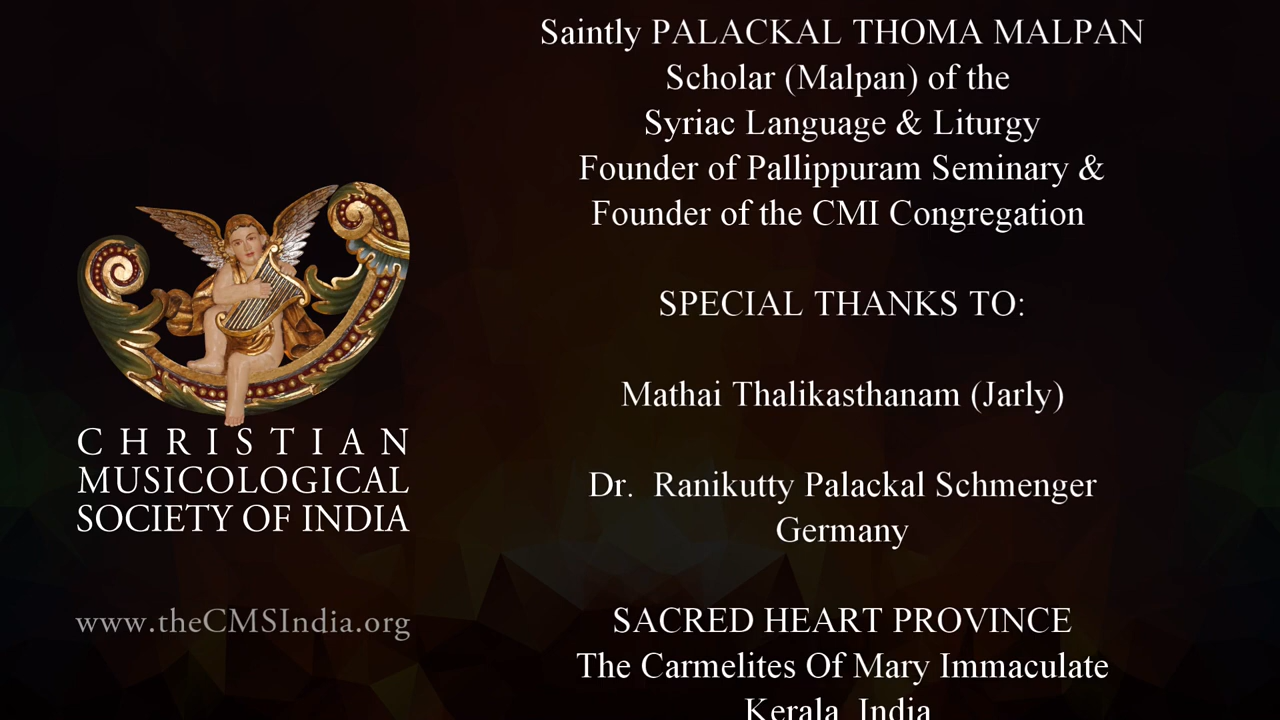 CHRISTIAN
MUSICOLOGICAL
SOCIETY OF INDIA
www.theCMSIndia.org
Saintly PALACKAL THOMA MALPAN
Scholar (Malpan) of the
Syriac Language & Liturgy
Founder of Pallippuram Seminary &
Founder of the CMI Congregation
SPECIAL THANKS TO:
Mathai Thalikasthanam (Jarly)
Dr. Ranikutty Palackal Schmenger
Germany
SACRED HEART PROVINCE
The Carmelites Of Mary Immaculate
Kerala, India